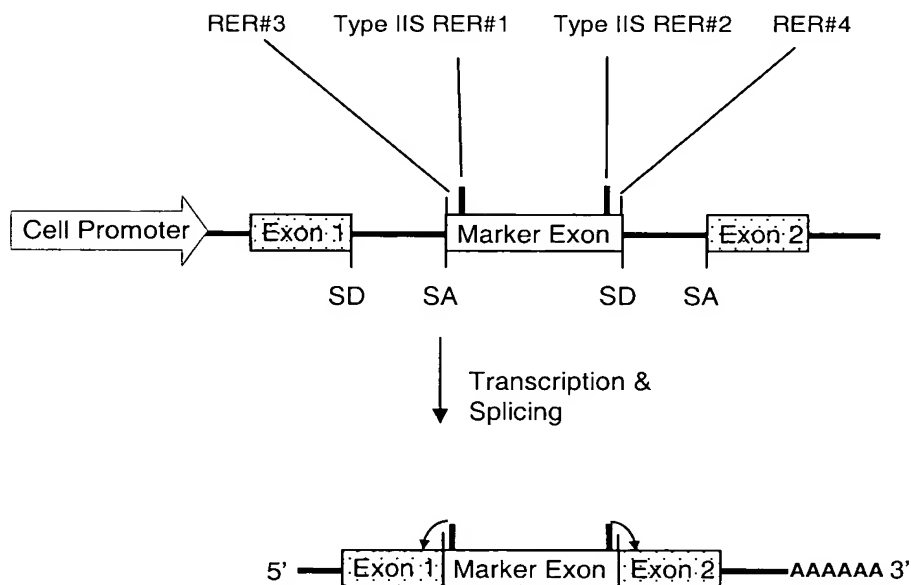 RER#3 Type IIS RER#1 Type IIS RER#2 RER#4
Cell Promoter Exon 1 Marker Exon Exon 2
SD SA SD SA
Transcription &
Splicing
5' Exon 1 Marker Exon Exon 2 AAAAAA 3'